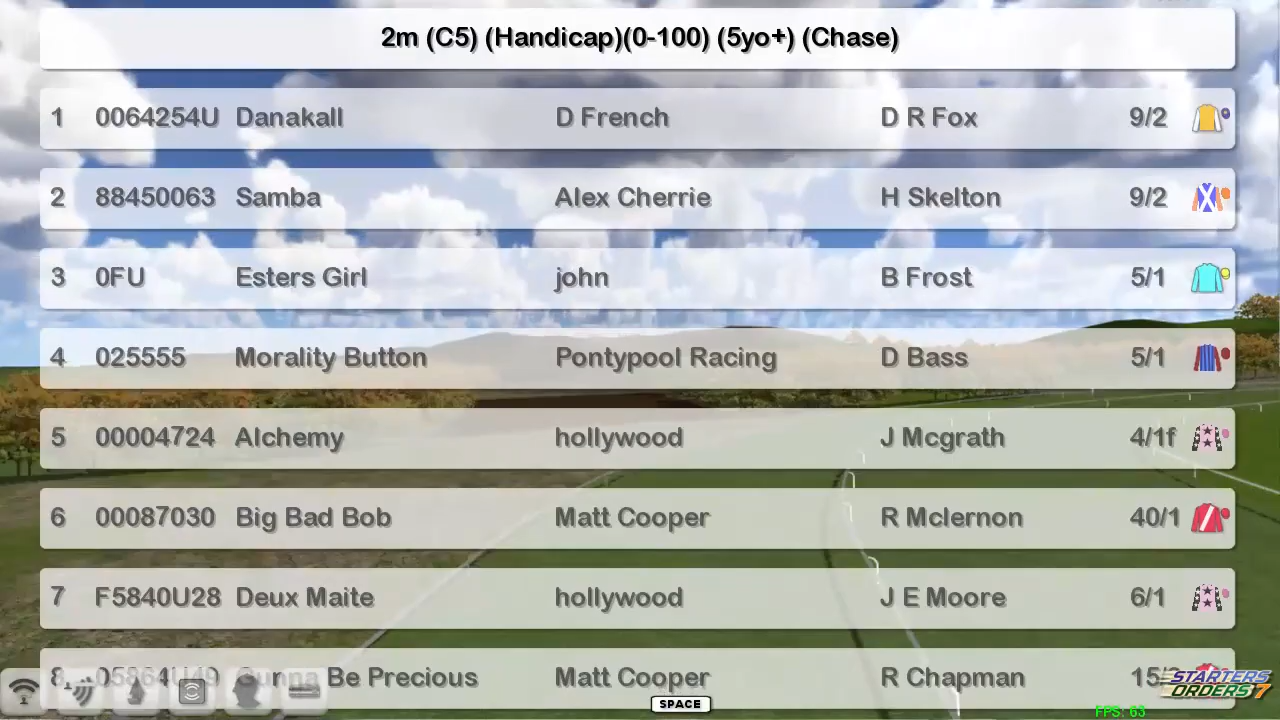 2m (C5) (Handicap)(0-100) (5yo+) (Chase)
1 0064254U Danakall D French D R Fox 9/2
2 88450063 Samba Alex Cherrie H Skelton 9/2
3 0FU Esters Girl john B Frost 5/1
4 025555 Morality Button Pontypool Racing D Bass 5/1
5 00004724 Alchemy hollywood J Mcgrath 4/1f
6 00087030 Big Bad Bob Matt Cooper R Mclernon 40/1
7 F5840U28 Deux Maite hollywood J E Moore 6/1
8 05864U49 Gunna Be Precious Matt Cooper R Chapman
SPACE
STARTERS ORDERS 7
FPS: 63